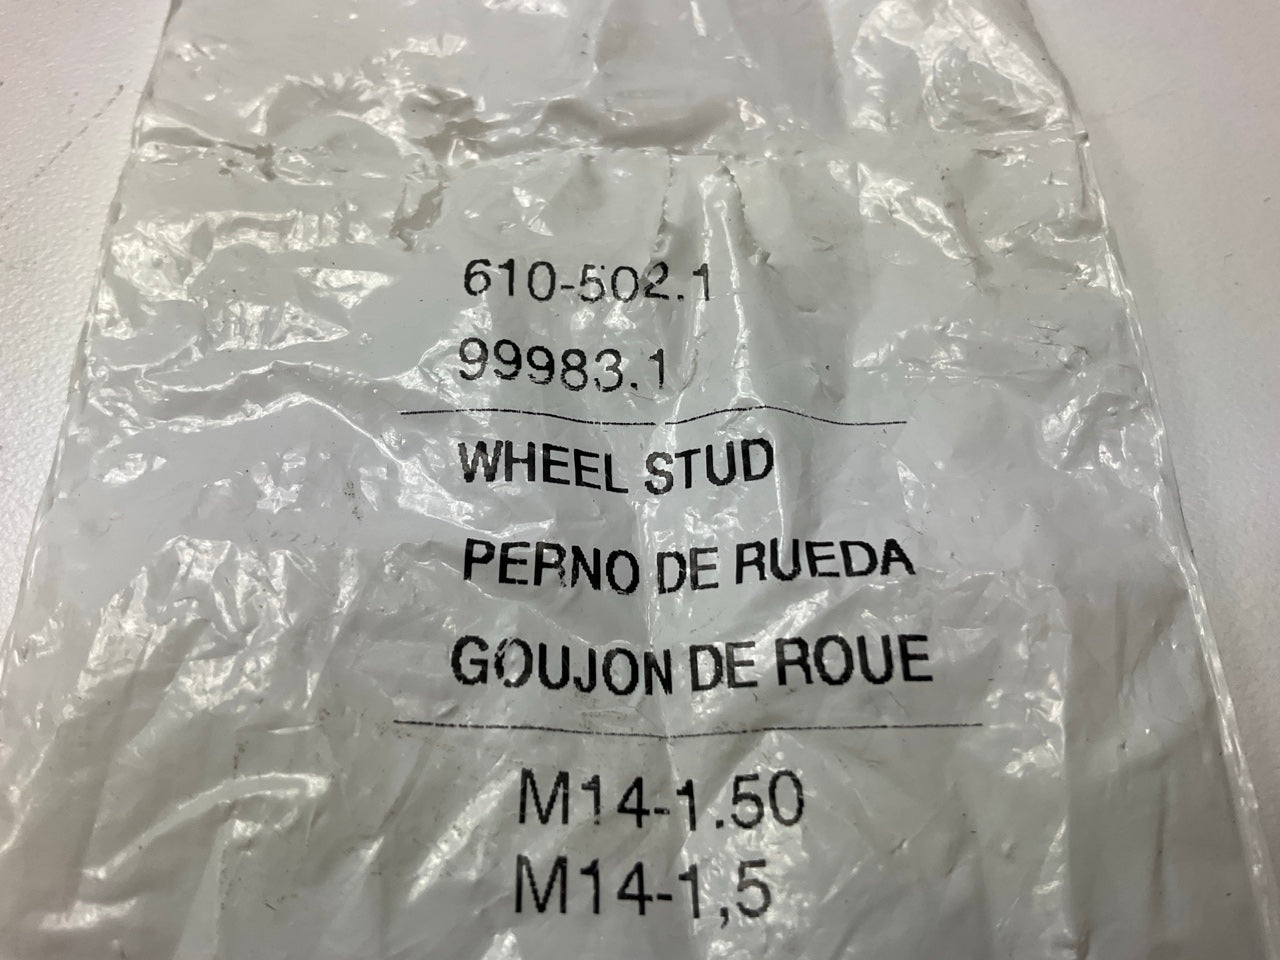 610-502.1
99983.1
WHEEL STUD
PERNO DE RUEDA
GOUJON DE ROUE
M14-1.50
M14-1,5